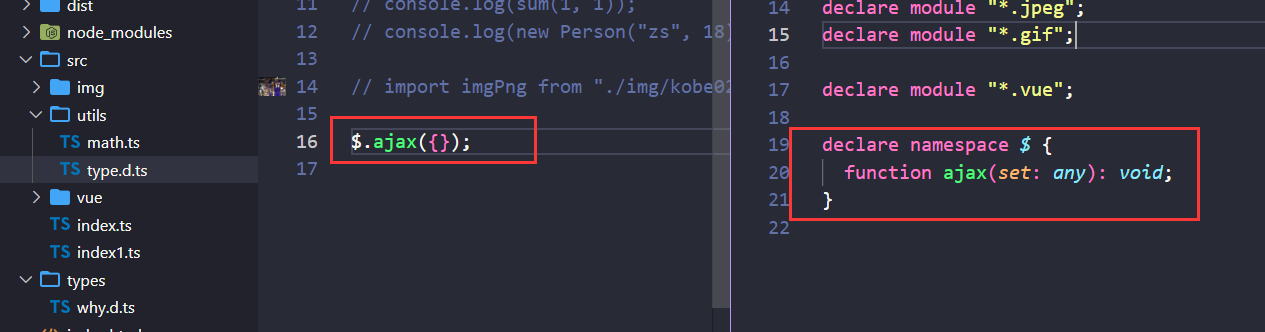 dist
node_modules
src
img
utils
TS math.ts
TS type.d.ts
vue
TS index.ts
TS index1.ts
types
TS why.d.ts
11 // console.log(sum(1, 1));
12 // console.log(new Person("zs", 18)
13
14 // import imgPng from "./img/kobe02
15
16 $.ajax({});
17
14 declare module "*.jpeg";
15 declare module "*.gif";
16
17 declare module "*.vue";
18
19 declare namespace $ {
20 function ajax(set: any): void;
21 }
22